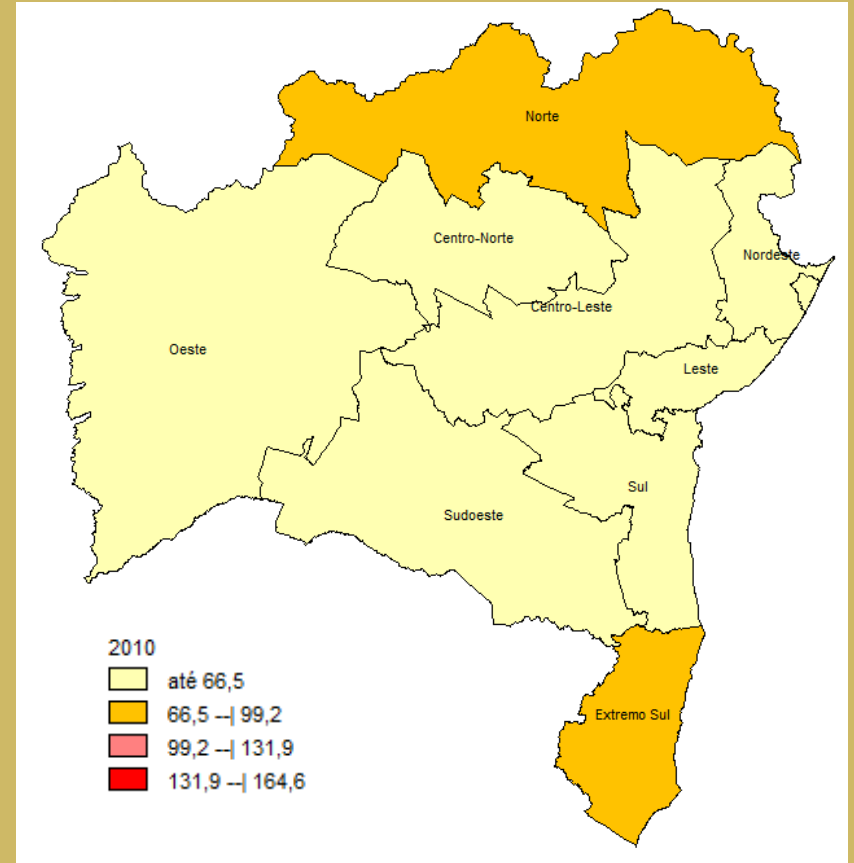 Norte
Centro-Norte
Nordeste
Centro-Leste
Oeste
Leste
Sul
Sudoeste
2010
até 66,5
66,5 --| 99,2
99,2 --| 131,9
131,9 --| 164,6
Extremo Sul